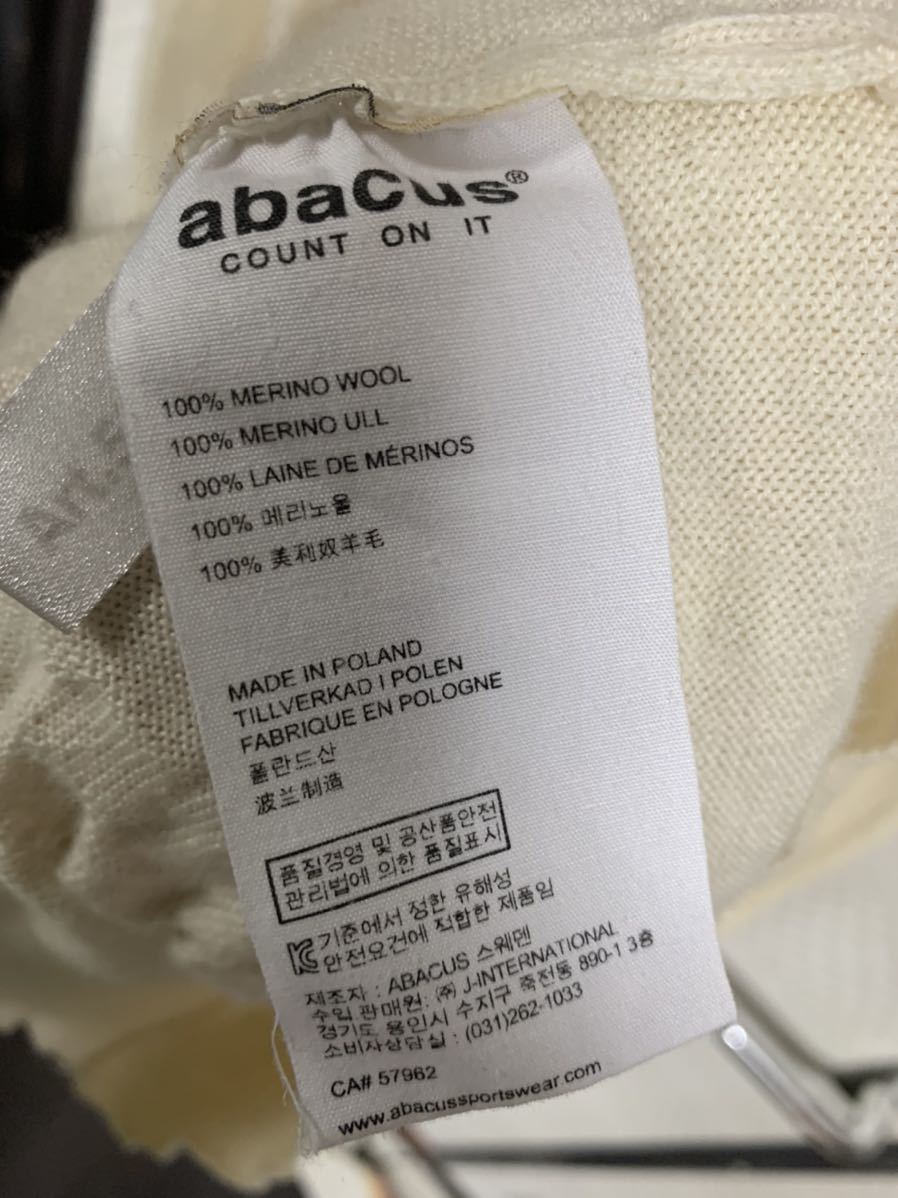 abaCus®
COUNT ON IT
100% MERINO WOOL
100% MERINO ULL
100% LAINE DE MÉRINOS
100% 메리노울
100% 美利奴羊毛
MADE IN POLAND
TILLVERKAD I POLEN
FABRIQUE EN POLOGNE
폴란드산
波兰制造
품질경영 및 공산품안전
관리법에 의한 품질표시
기준에서 정한 유해성
안전요건에 적합한 제품임
제조자 : ABACUS 스웨덴
수입 판매원: ㈜ J-INTERNATIONAL
경기도 용인시 수지구 죽전동 890-1 3층
소비자상담실 : (031)262-1033
CA# 57962
www.abacussportswear.com